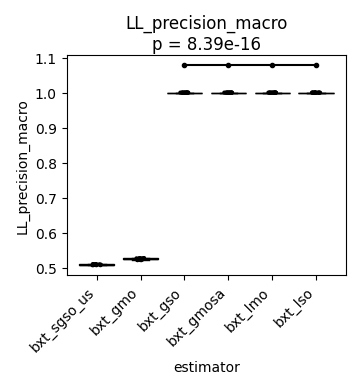 LL_precision_macro
p = 8.39e-16
LL_precision_macro
1.1
1.0
0.9
0.8
0.7
0.6
0.5
bxt_sgso_us
bxt_gmo
bxt_gso
bxt_gmosa
bxt_lmo
bxt_lso
estimator